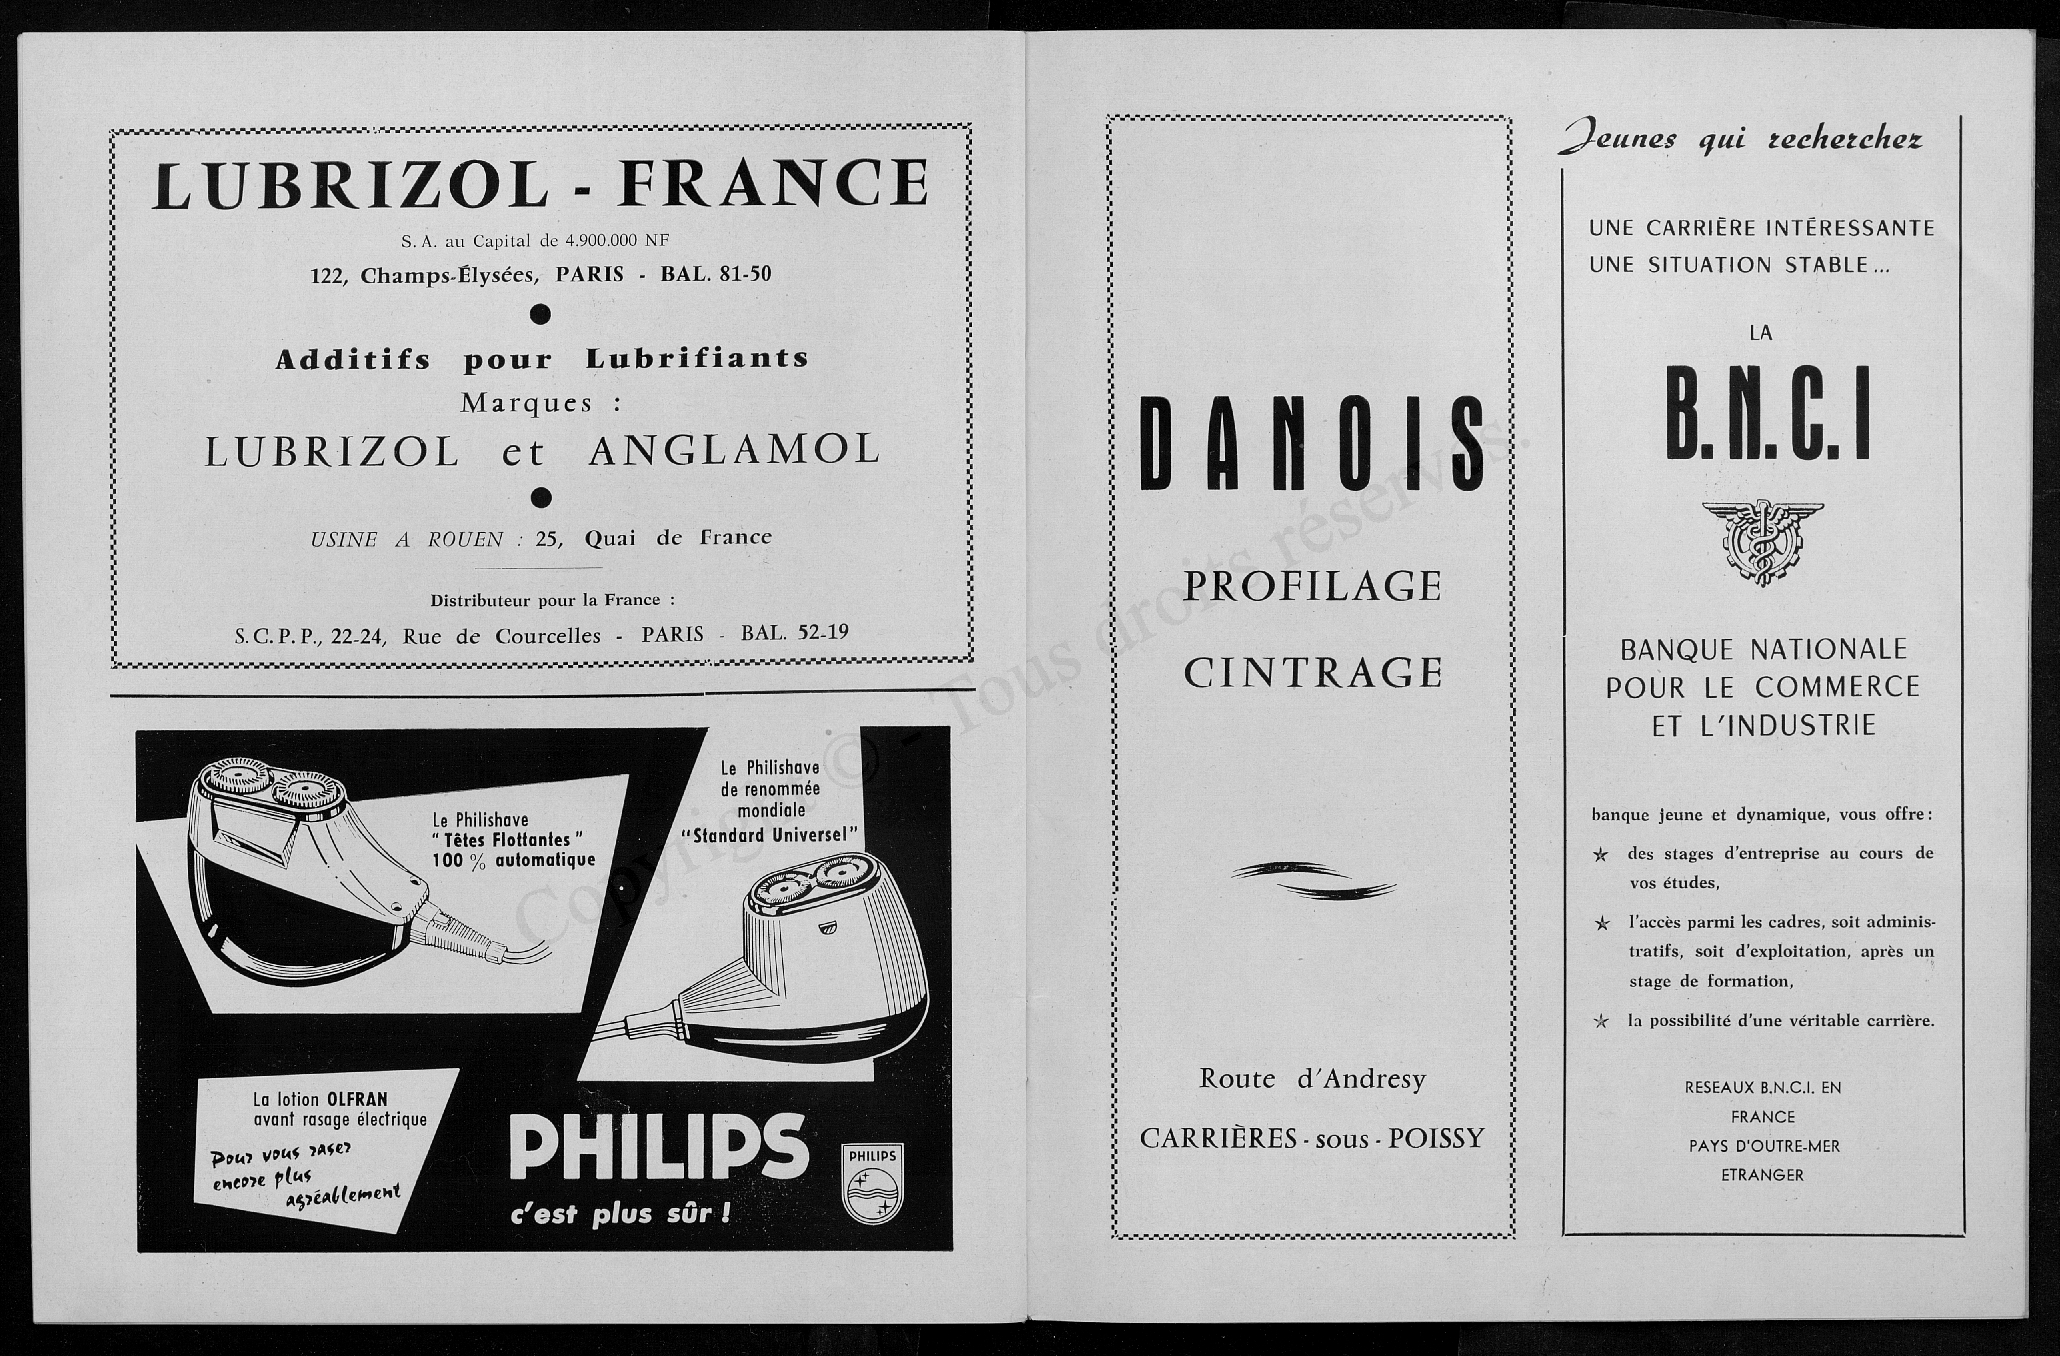 LUBRIZOL - FRANCE
S. A. au Capital de 4.900.000 NF
122, Champs-Élysées, PARIS - BAL. 81-50
Additifs pour Lubrifiants
Marques :
LUBRIZOL et ANGLAMOL
USINE A ROUEN : 25, Quai de France
Distributeur pour la France :
S. C. P. P., 22-24, Rue de Courcelles - PARIS - BAL. 52-19
Le Philishave
"Têtes Flottantes"
100 % automatique
Le Philishave
de renommée
mondiale
"Standard Universel"
La lotion OLFRAN
avant rasage électrique
Pour vous raser
encore plus
agréablement
PHILIPS
c'est plus sûr !
PHILIPS
DANOIS
PROFILAGE
CINTRAGE
Route d'Andresy
CARRIÈRES - sous - POISSY
Jeunes qui recherchez
UNE CARRIÈRE INTÉRESSANTE
UNE SITUATION STABLE...
LA
B.N.C.I
BANQUE NATIONALE
POUR LE COMMERCE
ET L'INDUSTRIE
banque jeune et dynamique, vous offre :
★ des stages d'entreprise au cours de
vos études,
★ l'accès parmi les cadres, soit adminis-
tratifs, soit d'exploitation, après un
stage de formation,
★ la possibilité d'une véritable carrière.
RESEAUX B.N.C.I. EN
FRANCE
PAYS D'OUTRE-MER
ETRANGER
Copyright © - Tous droits réservés.